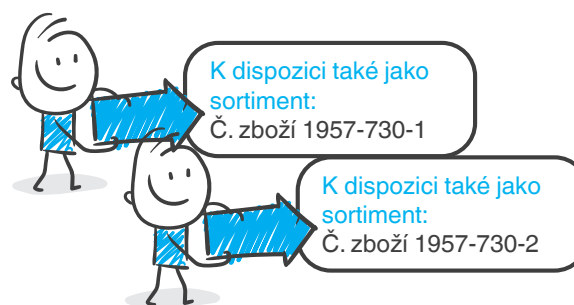 K dispozici také jako
sortiment:
Č. zboží 1957-730-1
K dispozici také jako
sortiment:
Č. zboží 1957-730-2